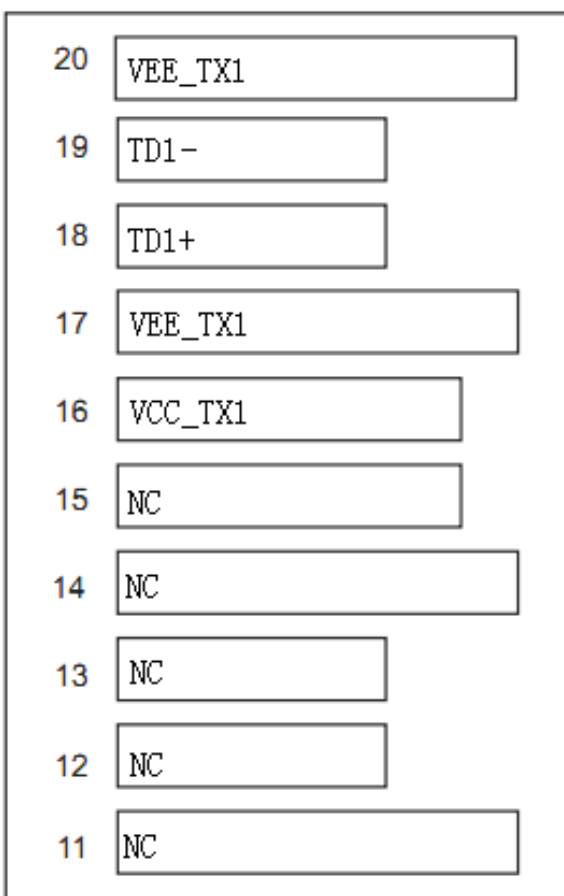 20 VEE_TX1
19 TD1-
18 TD1+
17 VEE_TX1
16 VCC_TX1
15 NC
14 NC
13 NC
12 NC
11 NC